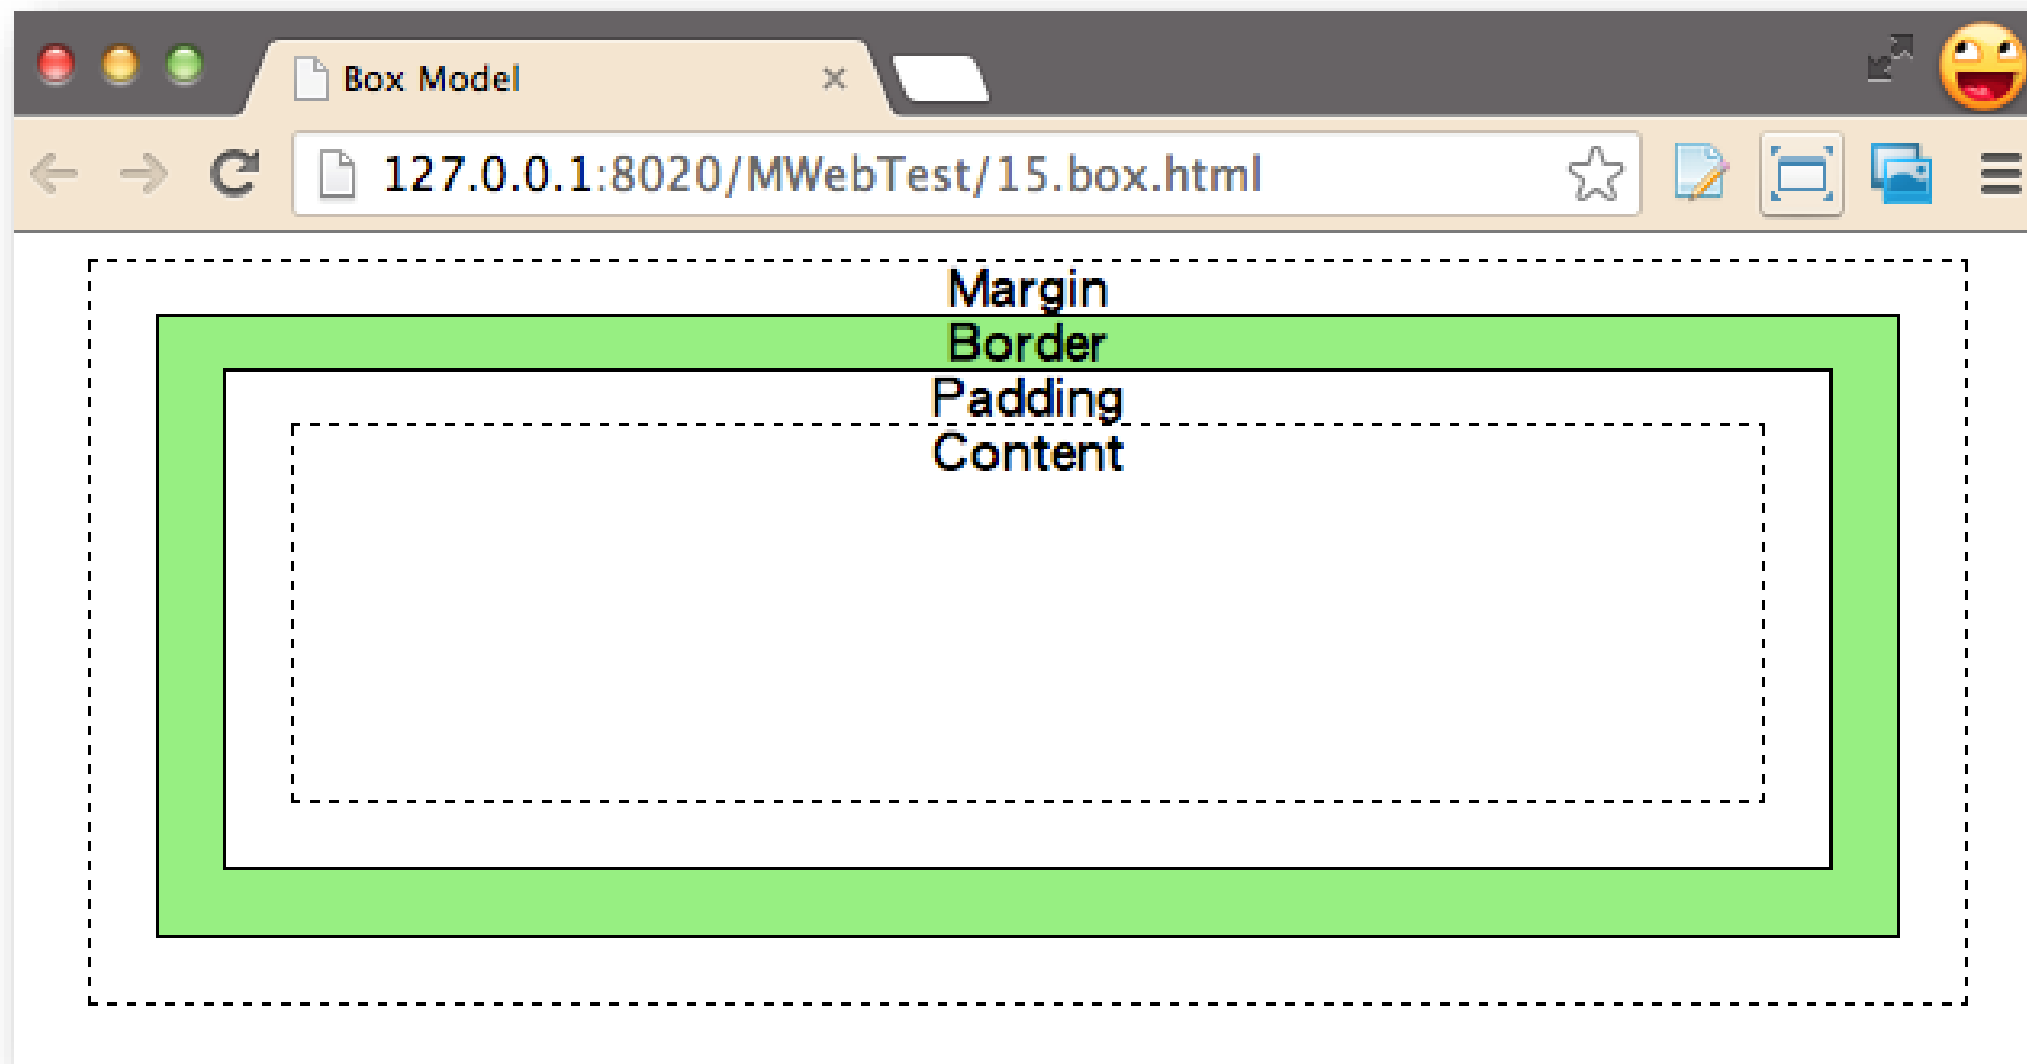 Box Model
127.0.0.1:8020/MWebTest/15.box.html
Margin
Border
Padding
Content